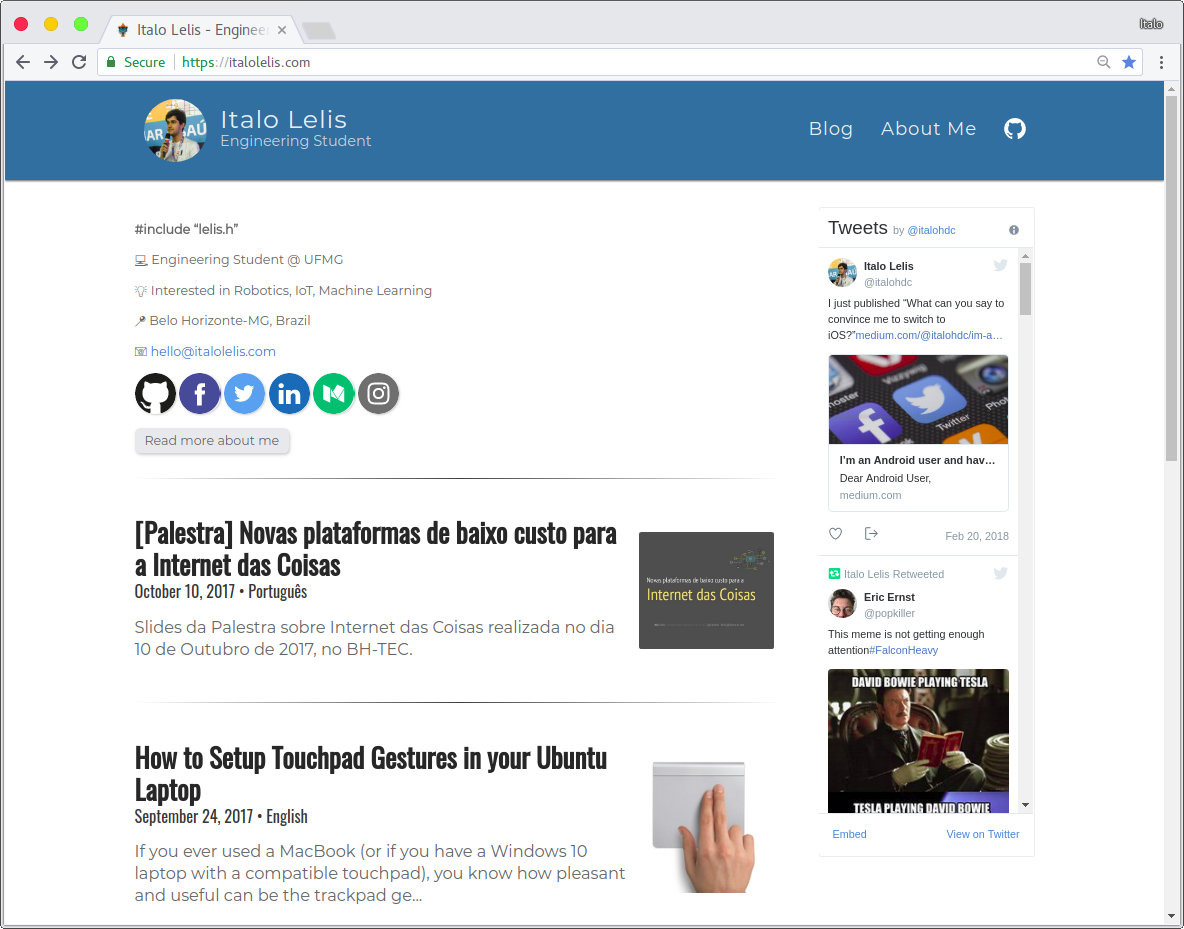 Italo Lelis - Enginee
Italo
Secure
https://italolelis.com
Italo Lelis
Engineering Student
Blog
About Me
#include “lelis.h”
Engineering Student @ UFMG
Interested in Robotics, IoT, Machine Learning
Belo Horizonte-MG, Brazil
hello@italolelis.com
Read more about me
[Palestra] Novas plataformas de baixo custo para
a Internet das Coisas
October 10, 2017 • Português
Slides da Palestra sobre Internet das Coisas realizada no dia
10 de Outubro de 2017, no BH-TEC.
Novas plataformas de baixo custo para a
Internet das Coisas
How to Setup Touchpad Gestures in your Ubuntu
Laptop
September 24, 2017 • English
If you ever used a MacBook (or if you have a Windows 10
laptop with a compatible touchpad), you know how pleasant
and useful can be the trackpad ge...
Tweets by @italohdc
Italo Lelis
@italohdc
I just published “What can you say to
convince me to switch to
iOS?”medium.com/@italohdc/im-a…
Twitter
I’m an Android user and hav…
Dear Android User,
medium.com
Feb 20, 2018
Italo Lelis Retweeted
Eric Ernst
@popkiller
This meme is not getting enough
attention#FalconHeavy
DAVID BOWIE PLAYING TESLA
TESLA PLAYING DAVID BOWIE
Embed
View on Twitter